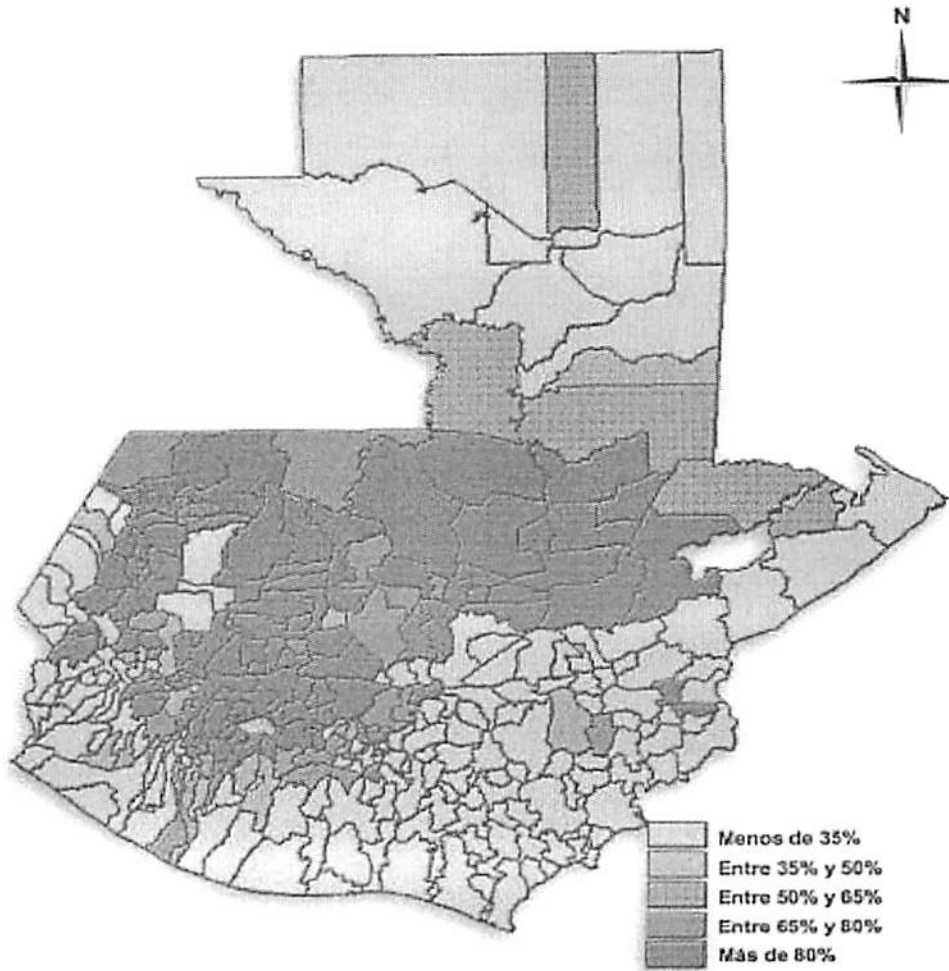 N
Menos de 35%
Entre 35% y 50%
Entre 50% y 65%
Entre 65% y 80%
Más de 80%